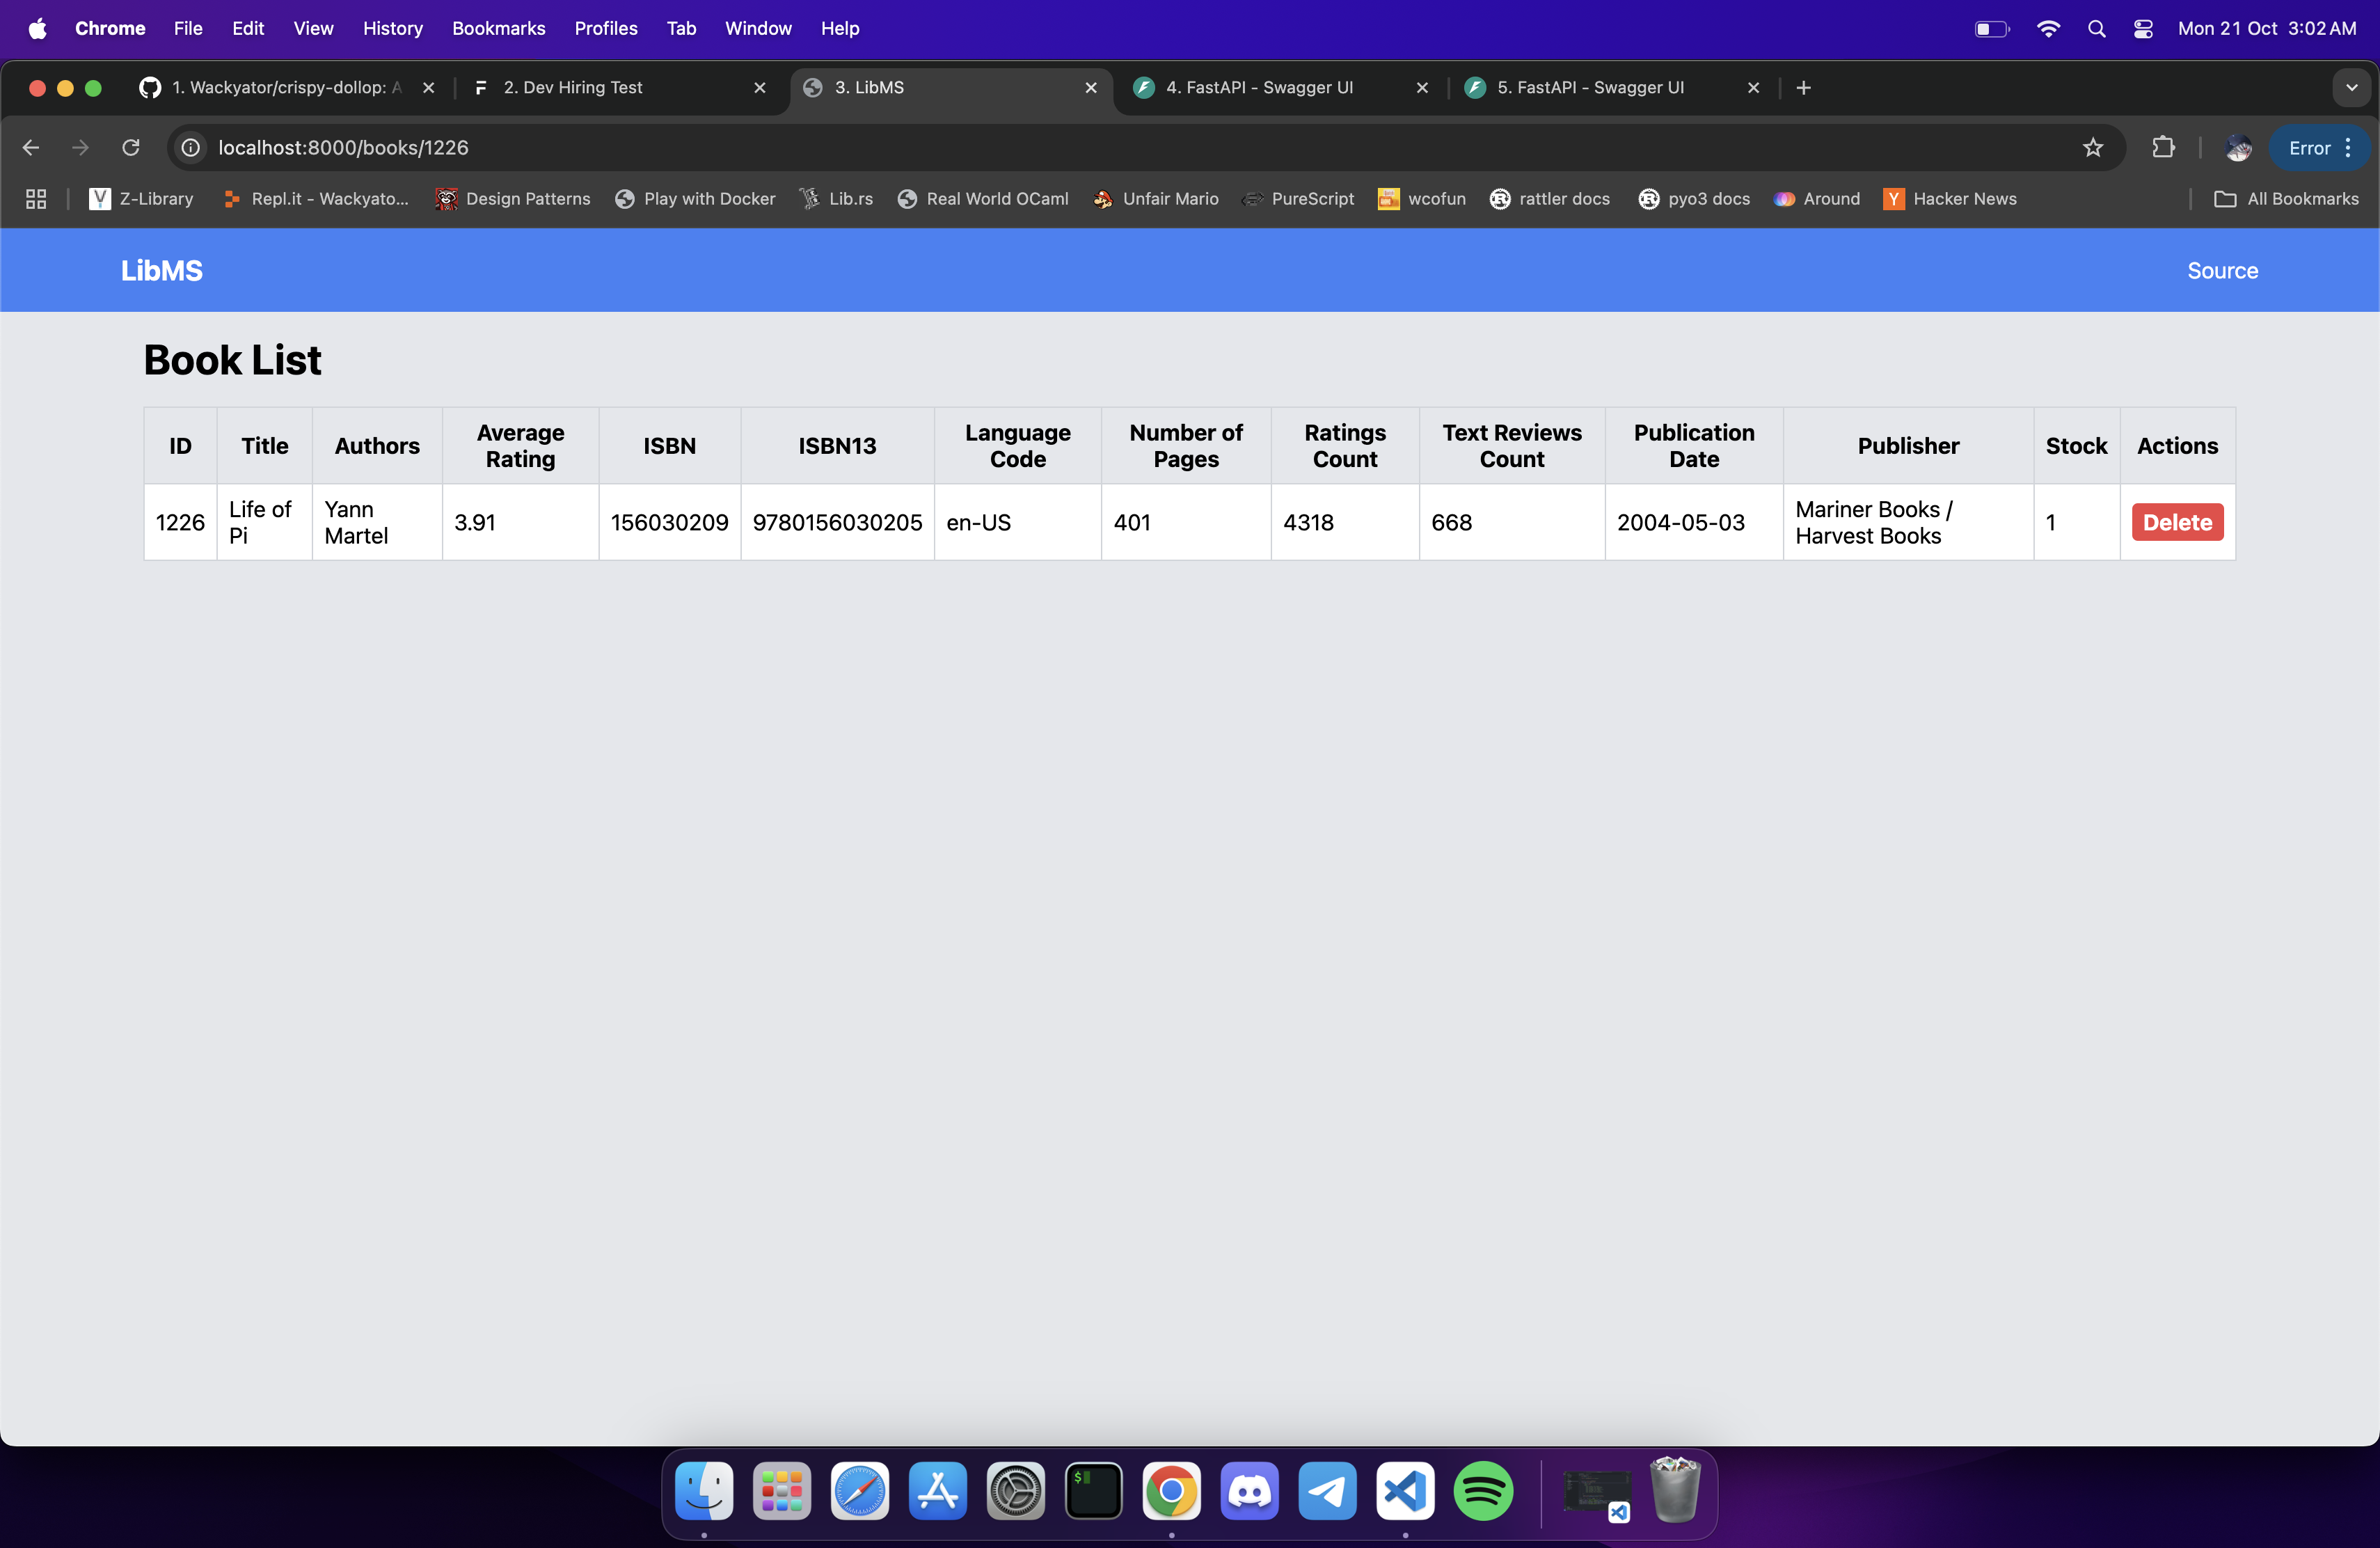 Chrome File Edit View History Bookmarks Profiles Tab Window Help Mon 21 Oct 3:02 AM
1. Wackyator/crispy-dollop: A 2. Dev Hiring Test 3. LibMS 4. FastAPI - Swagger UI 5. FastAPI - Swagger UI
localhost:8000/books/1226 Error
Z-Library Repl.it - Wackyato... Design Patterns Play with Docker Lib.rs Real World OCaml Unfair Mario PureScript wcofun rattler docs pyo3 docs Around Hacker News All Bookmarks
LibMS Source
Book List
ID Title Authors Average Rating ISBN ISBN13 Language Code Number of Pages Ratings Count Text Reviews Count Publication Date Publisher Stock Actions
1226 Life of Pi Yann Martel 3.91 156030209 9780156030205 en-US 401 4318 668 2004-05-03 Mariner Books / Harvest Books 1 Delete